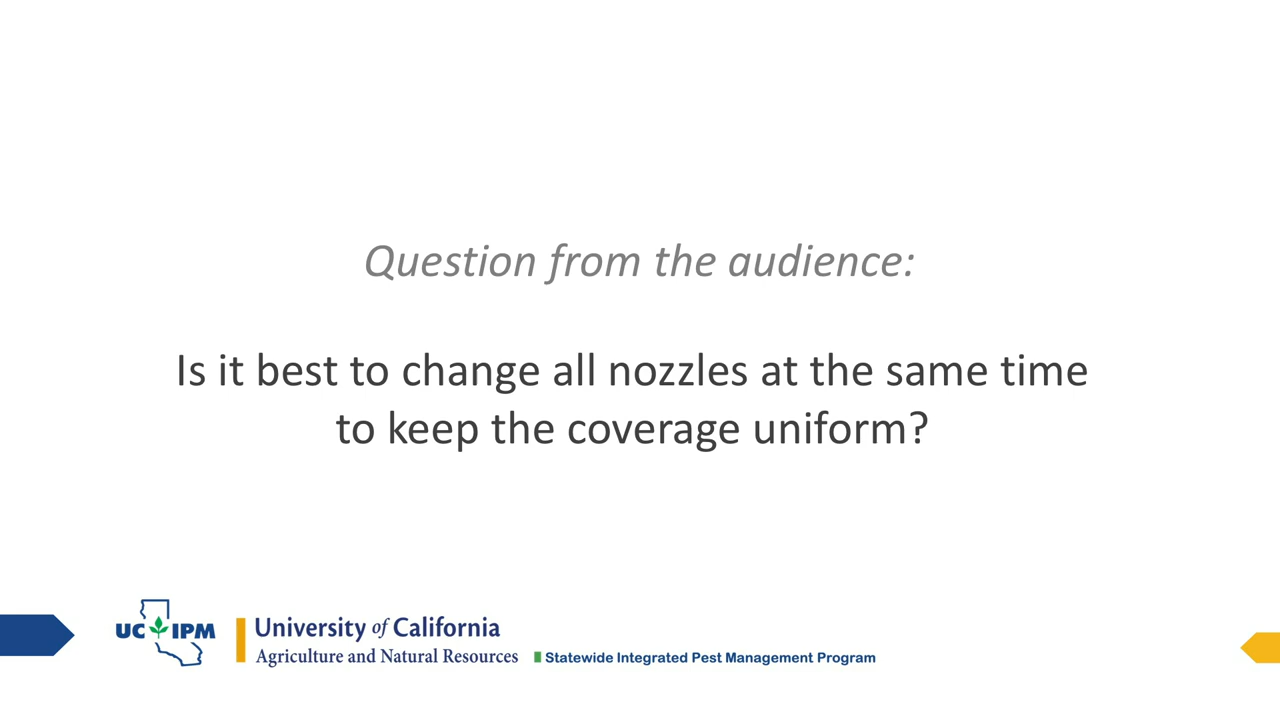 Question from the audience:
Is it best to change all nozzles at the same time
to keep the coverage uniform?
UC IPM
University of California
Agriculture and Natural Resources
Statewide Integrated Pest Management Program